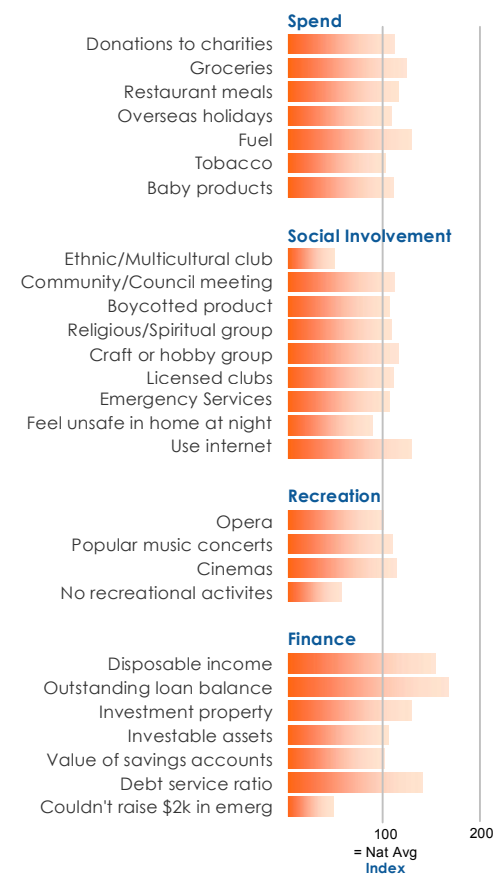 Spend
Donations to charities
Groceries
Restaurant meals
Overseas holidays
Fuel
Tobacco
Baby products
Social Involvement
Ethnic/Multicultural club
Community/Council meeting
Boycotted product
Religious/Spiritual group
Craft or hobby group
Licensed clubs
Emergency Services
Feel unsafe in home at night
Use internet
Recreation
Opera
Popular music concerts
Cinemas
No recreational activites
Finance
Disposable income
Outstanding loan balance
Investment property
Investable assets
Value of savings accounts
Debt service ratio
Couldn't raise $2k in emerg
100 200
= Nat Avg
Index